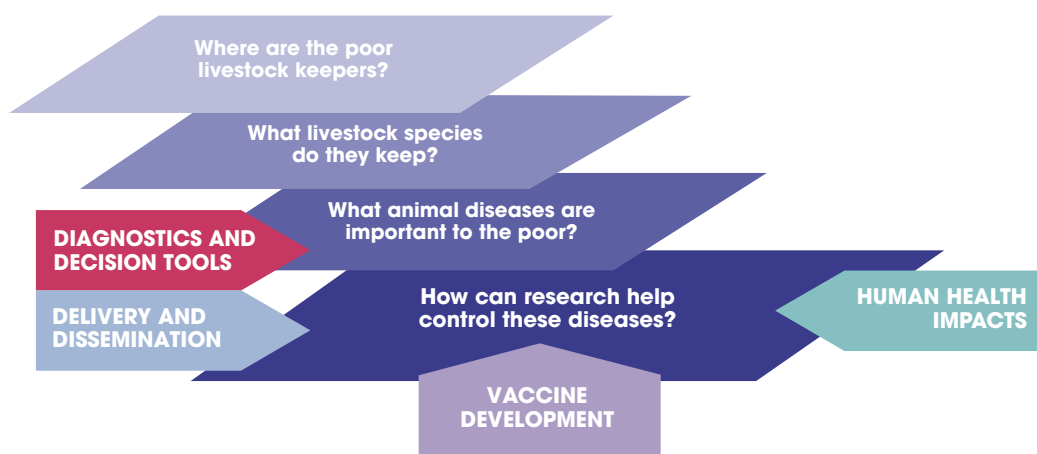 Where are the poor
livestock keepers?
What livestock species
do they keep?
What animal diseases are
important to the poor?
DIAGNOSTICS AND
DECISION TOOLS
How can research help
control these diseases?
HUMAN HEALTH
IMPACTS
DELIVERY AND
DISSEMINATION
VACCINE
DEVELOPMENT